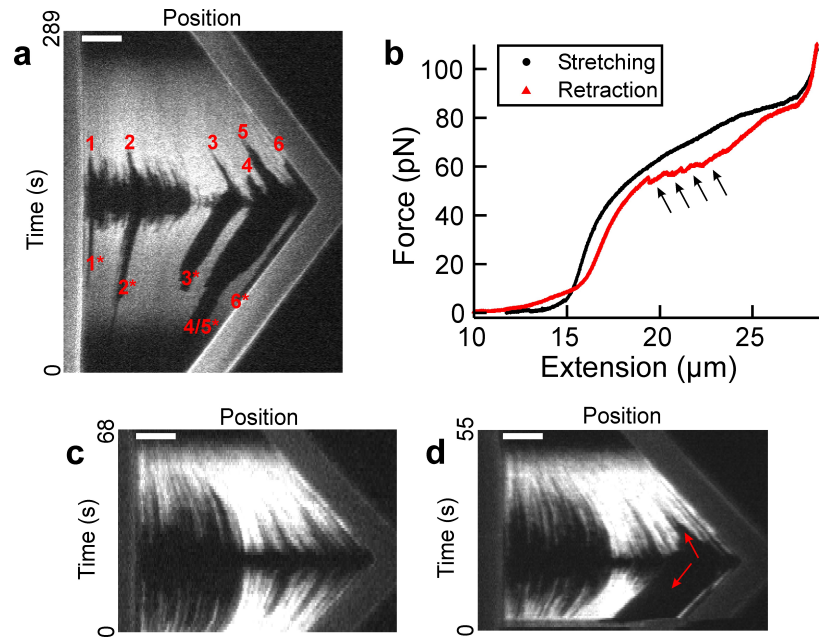 Position
289
a
1 2 3 5 6
4
Time (s)
1*
2*
3*
6*
4/5*
0
b
Stretching
Retraction
100
80
60
40
20
0
Force (pN)
10 15 20 25
Extension (µm)
Position
68
c
Time (s)
0
Position
55
d
Time (s)
0